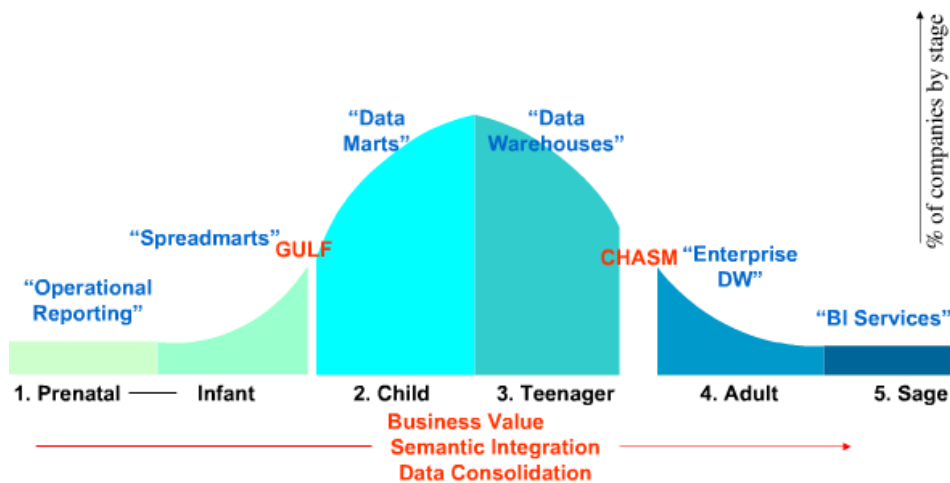 % of companies by stage
“Data
Marts”
“Data
Warehouses”
“Spreadmarts”
GULF
CHASM
“Enterprise
DW”
“Operational
Reporting”
“BI Services”
1. Prenatal
Infant
2. Child
3. Teenager
4. Adult
5. Sage
Business Value
Semantic Integration
Data Consolidation